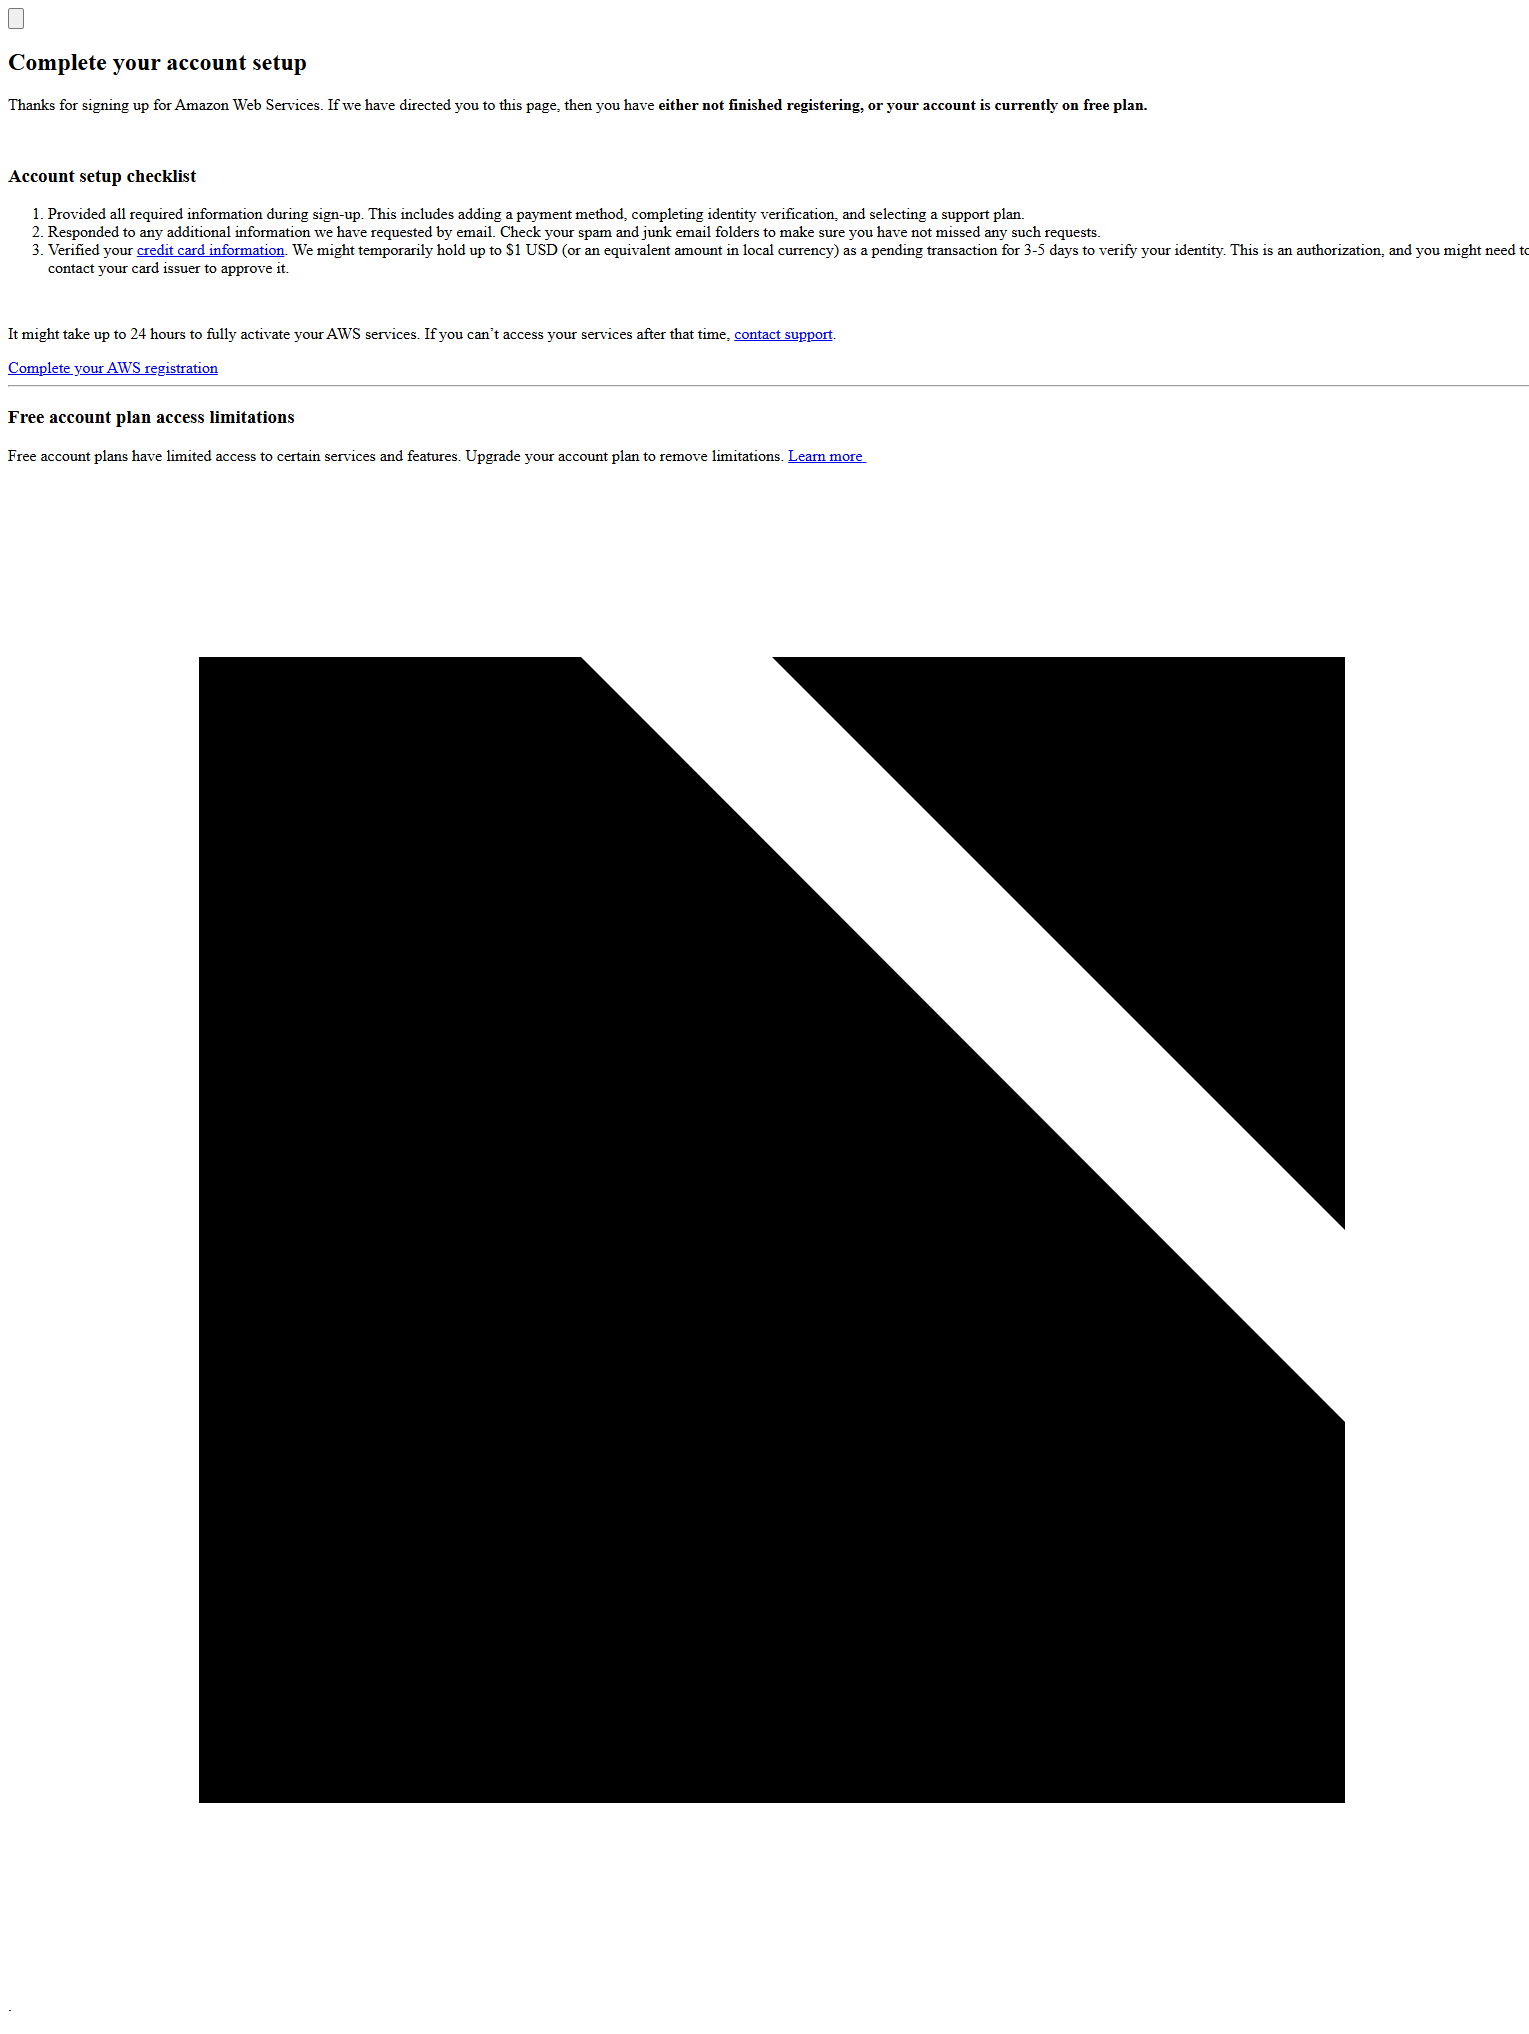 Complete your account setup
Thanks for signing up for Amazon Web Services. If we have directed you to this page, then you have either not finished registering, or your account is currently on free plan.
Account setup checklist
1. Provided all required information during sign-up. This includes adding a payment method, completing identity verification, and selecting a support plan.
2. Responded to any additional information we have requested by email. Check your spam and junk email folders to make sure you have not missed any such requests.
3. Verified your credit card information. We might temporarily hold up to $1 USD (or an equivalent amount in local currency) as a pending transaction for 3-5 days to verify your identity. This is an authorization, and you might need to
contact your card issuer to approve it.
It might take up to 24 hours to fully activate your AWS services. If you can’t access your services after that time, contact support.
Complete your AWS registration
Free account plan access limitations
Free account plans have limited access to certain services and features. Upgrade your account plan to remove limitations. Learn more
.